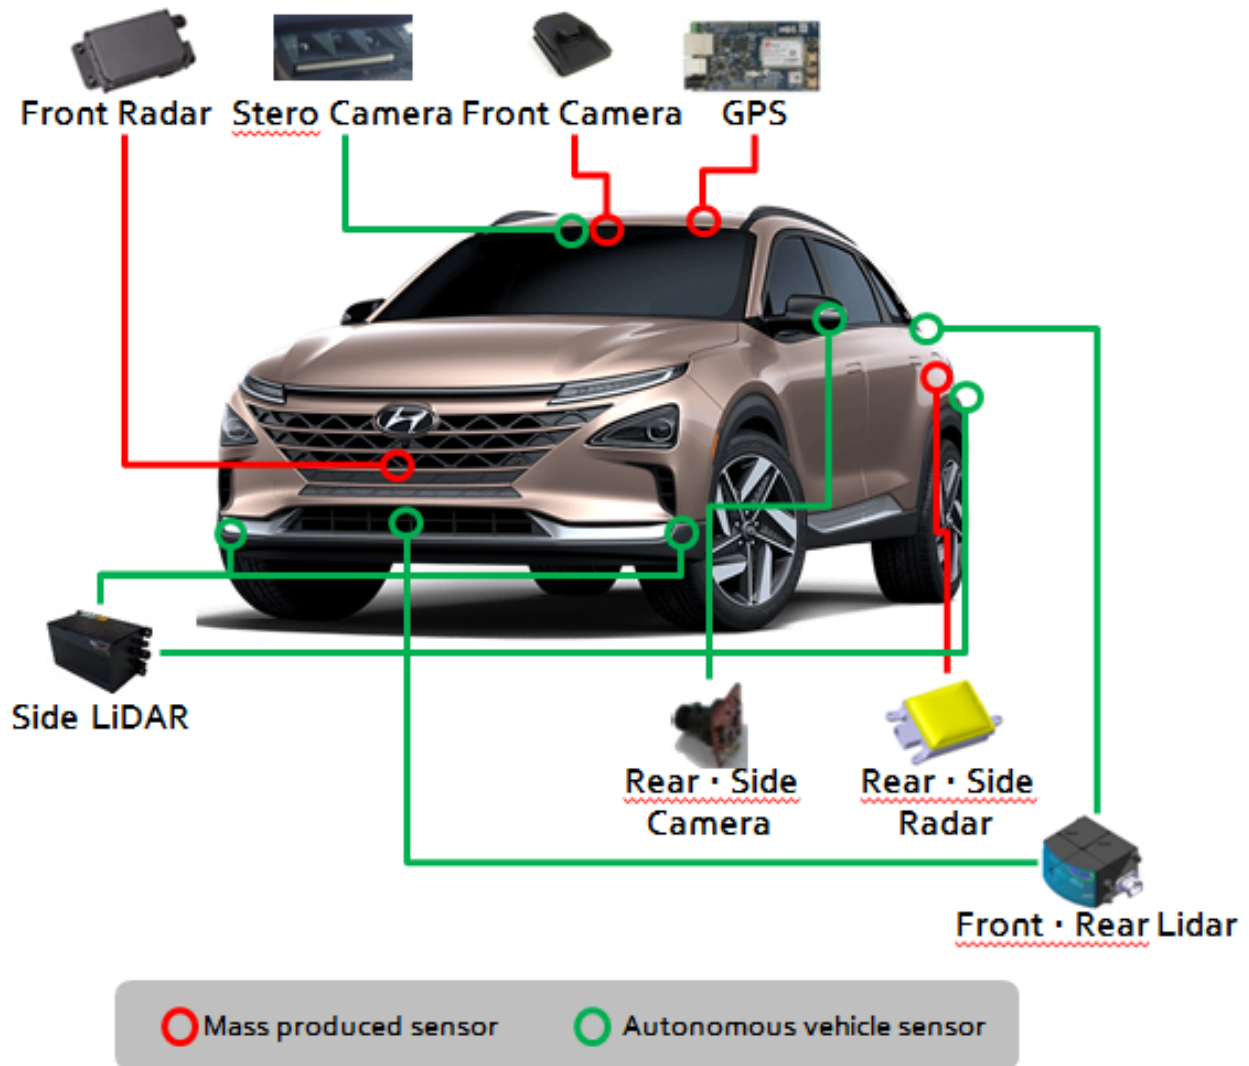 Front Radar
Stero Camera
Front Camera
GPS
Side LiDAR
Rear · Side
Camera
Rear · Side
Radar
Front · Rear Lidar
Mass produced sensor
Autonomous vehicle sensor